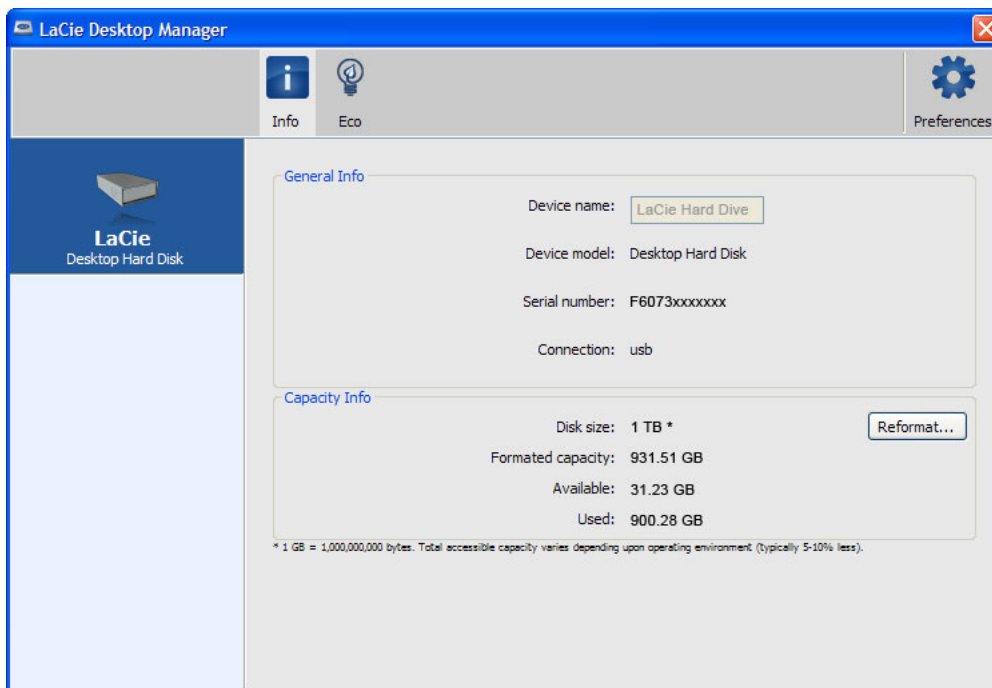 LaCie Desktop Manager
Info
Eco
Preferences
LaCie
Desktop Hard Disk
General Info
Device name: LaCie Hard Dive
Device model: Desktop Hard Disk
Serial number: F6073xxxxxxx
Connection: usb
Capacity Info
Disk size: 1 TB *
Reformat...
Formated capacity: 931.51 GB
Available: 31.23 GB
Used: 900.28 GB
* 1 GB = 1,000,000,000 bytes. Total accessible capacity varies depending upon operating environment (typically 5-10% less).